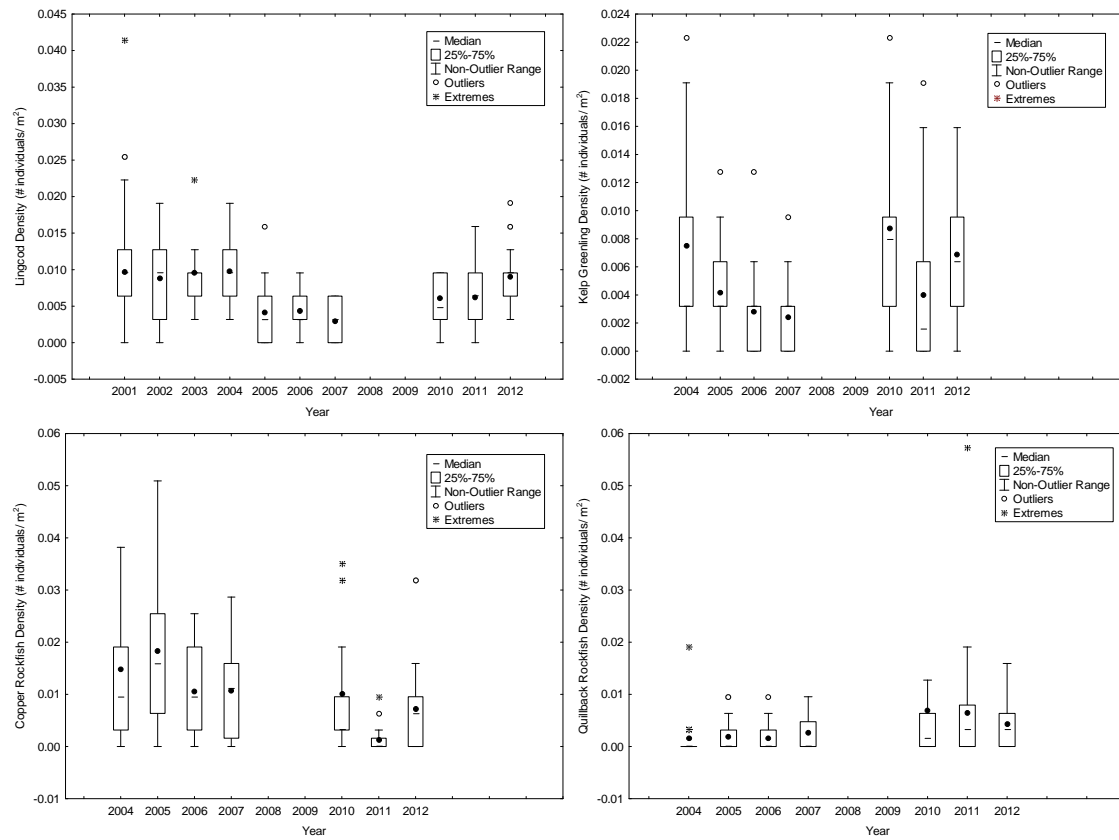 0.045
0.040
0.035
0.030
0.025
0.020
0.015
0.010
0.005
0.000
-0.005
Lingcod Density (# individuals/ m²)
Median
25%-75%
Non-Outlier Range
Outliers
Extremes
2001 2002 2003 2004 2005 2006 2007 2008 2009 2010 2011 2012
Year
0.024
0.022
0.020
0.018
0.016
0.014
0.012
0.010
0.008
0.006
0.004
0.002
0.000
-0.002
Kelp Greenling Density (# individuals/ m²)
Median
25%-75%
Non-Outlier Range
Outliers
Extremes
2004 2005 2006 2007 2008 2009 2010 2011 2012
Year
0.06
0.05
0.04
0.03
0.02
0.01
0.00
-0.01
Copper Rockfish Density (# individuals/ m²)
Median
25%-75%
Non-Outlier Range
Outliers
Extremes
2004 2005 2006 2007 2008 2009 2010 2011 2012
Year
0.06
0.05
0.04
0.03
0.02
0.01
0.00
-0.01
Quillback Rockfish Density (# individuals/ m²)
Median
25%-75%
Non-Outlier Range
Outliers
Extremes
2004 2005 2006 2007 2008 2009 2010 2011 2012
Year